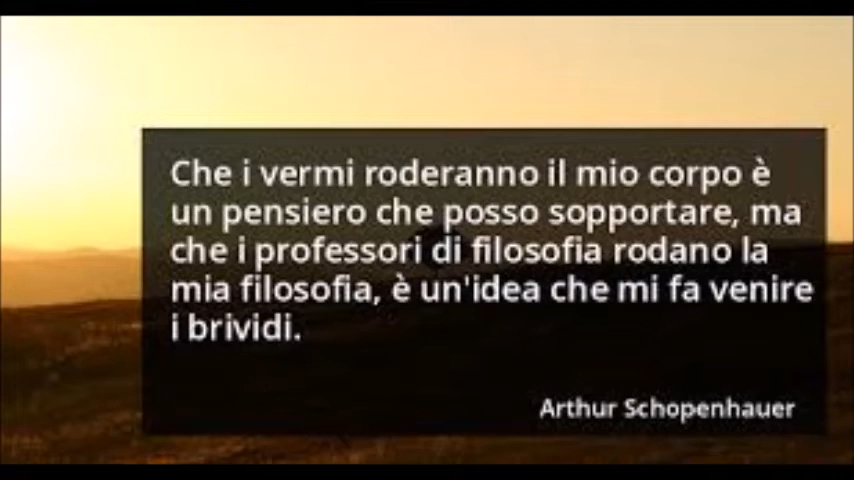 Che i vermi roderanno il mio corpo è
un pensiero che posso sopportare, ma
che i professori di filosofia rodano la
mia filosofia, è un'idea che mi fa venire
i brividi.
Arthur Schopenhauer